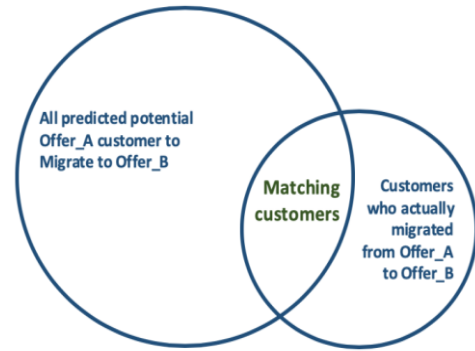 All predicted potential
Offer_A customer to
Migrate to Offer_B
Matching
customers
Customers
who actually
migrated
from Offer_A
to Offer_B